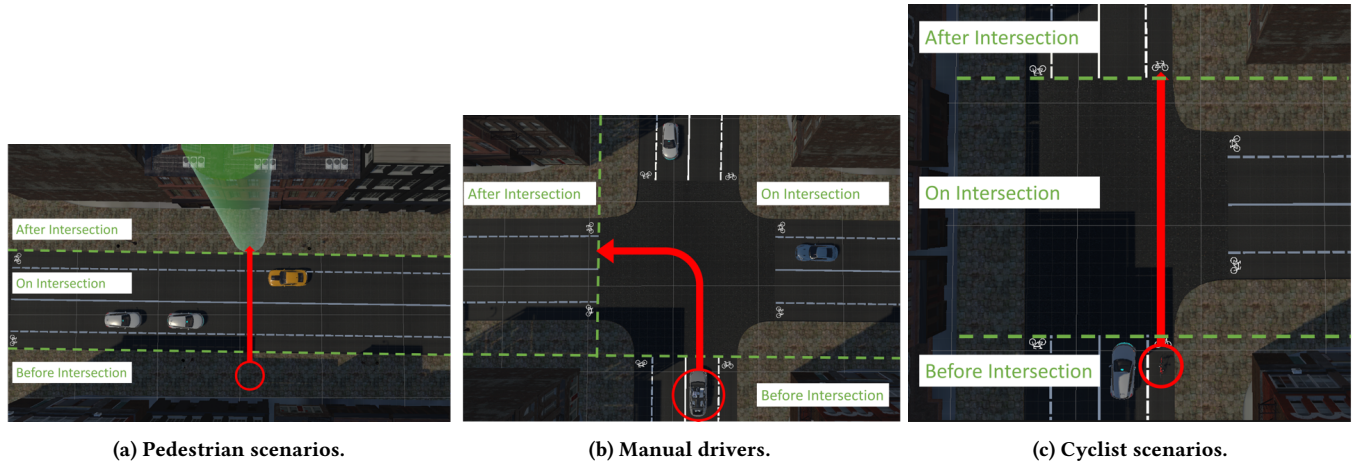 After Intersection
On Intersection
Before Intersection
(a) Pedestrian scenarios.
After Intersection
On Intersection
Before Intersection
(b) Manual drivers.
After Intersection
On Intersection
Before Intersection
(c) Cyclist scenarios.